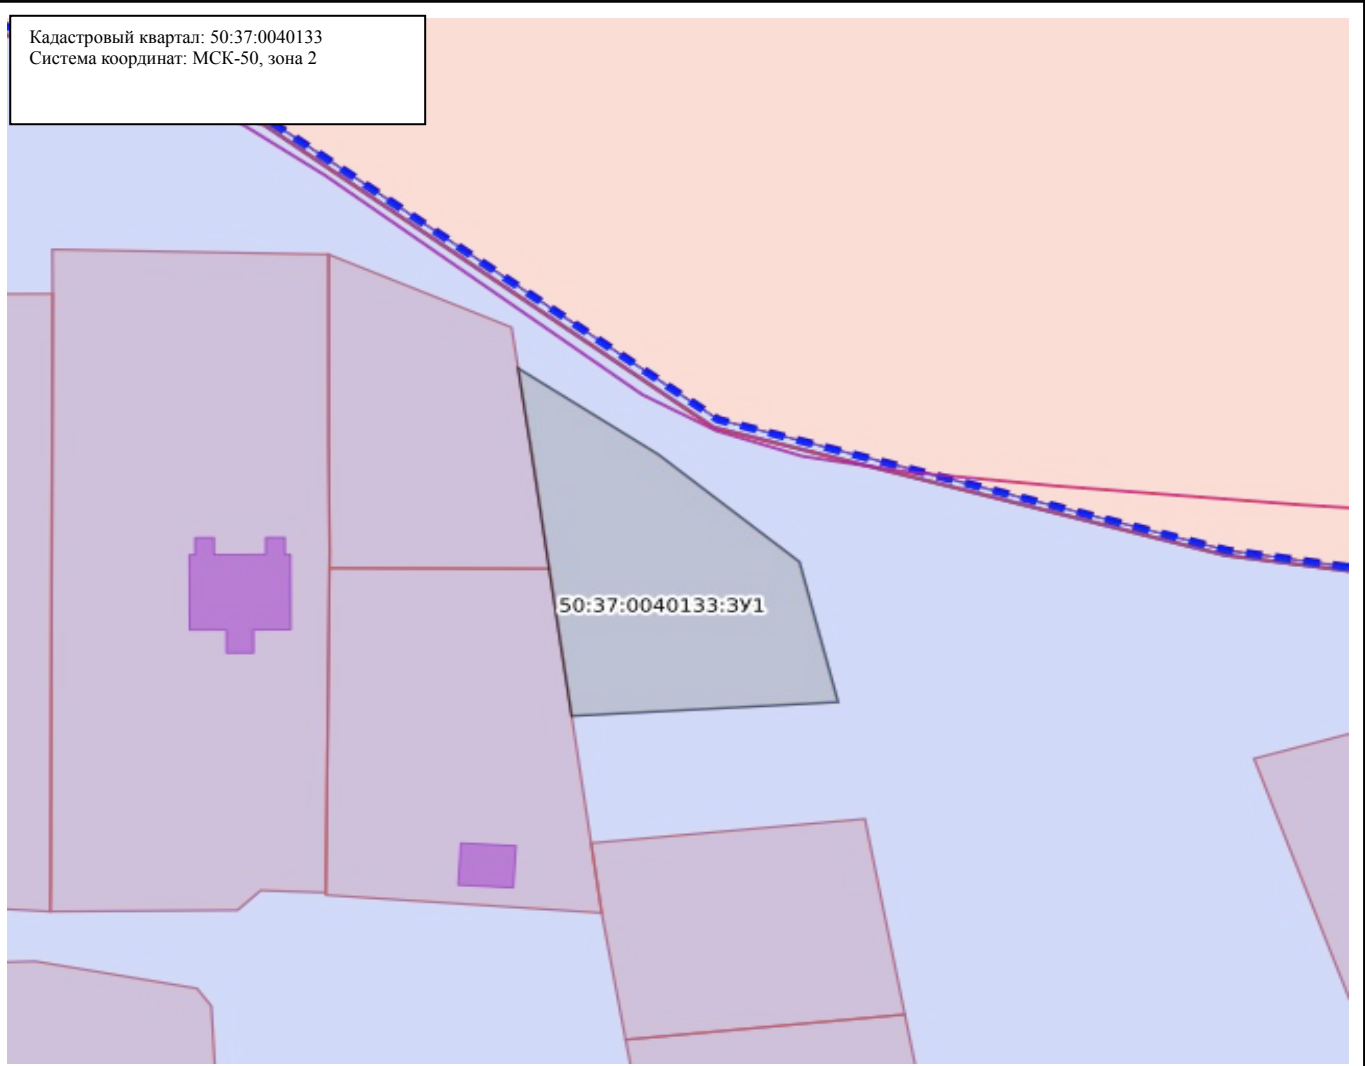 Кадастровый квартал: 50:37:0040133
Система координат: МСК-50, зона 2
50:37:0040133:ЗУ1